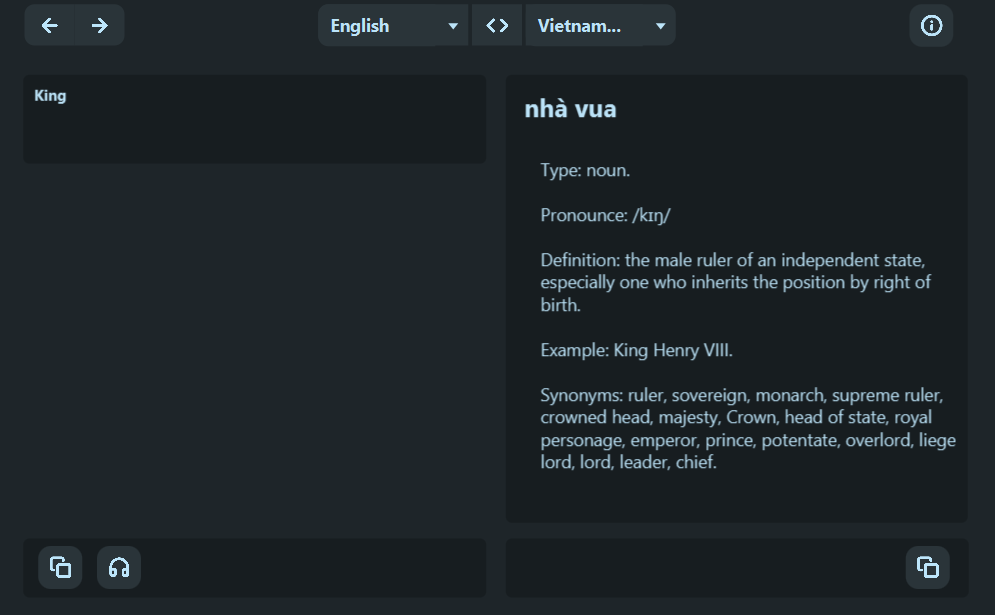 English
Vietnam...
King
nhà vua
Type: noun.
Pronounce: /kɪŋ/
Definition: the male ruler of an independent state,
especially one who inherits the position by right of
birth.
Example: King Henry VIII.
Synonyms: ruler, sovereign, monarch, supreme ruler,
crowned head, majesty, Crown, head of state, royal
personage, emperor, prince, potentate, overlord, liege
lord, lord, leader, chief.